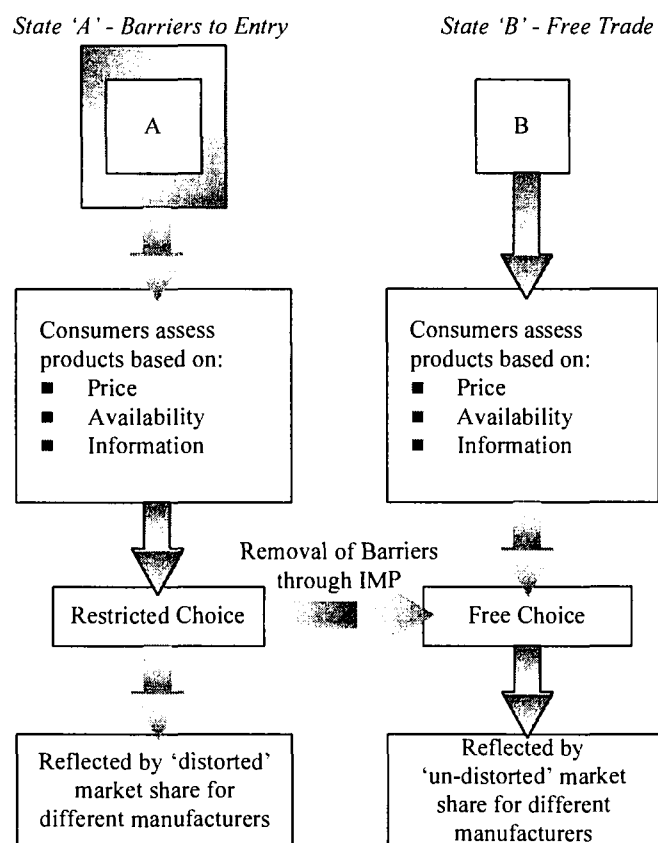 State 'A' - Barriers to Entry
State 'B' - Free Trade
A
B
Consumers assess
products based on:
■ Price
■ Availability
■ Information
Consumers assess
products based on:
■ Price
■ Availability
■ Information
Removal of Barriers
through IMP
Restricted Choice
Free Choice
Reflected by 'distorted'
market share for
different manufacturers
Reflected by
'un-distorted' market
share for different
manufacturers